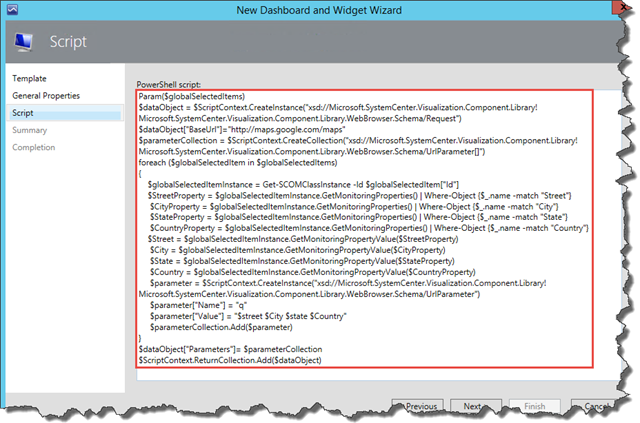 New Dashboard and Widget Wizard
Script
Template
General Properties
Script
Summary
Completion
PowerShell script:
Param($globalSelectedItems)
$dataObject = $ScriptContext.CreateInstance("xsd://Microsoft.SystemCenter.Visualization.Component.Library!
Microsoft.SystemCenter.Visualization.Component.Library.WebBrowser.Schema/Request")
$dataObject["BaseUrl"]="http://maps.google.com/maps"
$parameterCollection = $ScriptContext.CreateCollection("xsd://Microsoft.SystemCenter.Visualization.Component.Library!
Microsoft.SystemCenter.Visualization.Component.Library.WebBrowser.Schema/UrlParameter[]")
foreach ($globalSelectedItem in $globalSelectedItems)
{
$globalSelectedItemInstance = Get-SCOMClassInstance -Id $globalSelectedItem["Id"]
$StreetProperty = $globalSelectedItemInstance.GetMonitoringProperties() | Where-Object {$_.name -match "Street"}
$CityProperty = $globalSelectedItemInstance.GetMonitoringProperties() | Where-Object {$_.name -match "City"}
$StateProperty = $globalSelectedItemInstance.GetMonitoringProperties() | Where-Object {$_.name -match "State"}
$CountryProperty = $globalSelectedItemInstance.GetMonitoringProperties() | Where-Object {$_.name -match "Country"}
$Street = $globalSelectedItemInstance.GetMonitoringPropertyValue($StreetProperty)
$City = $globalSelectedItemInstance.GetMonitoringPropertyValue($CityProperty)
$State = $globalSelectedItemInstance.GetMonitoringPropertyValue($StateProperty)
$Country = $globalSelectedItemInstance.GetMonitoringPropertyValue($CountryProperty)
$parameter = $ScriptContext.CreateInstance("xsd://Microsoft.SystemCenter.Visualization.Component.Library!
Microsoft.SystemCenter.Visualization.Component.Library.WebBrowser.Schema/UrlParameter")
$parameter["Name"] = "q"
$parameter["Value"] = "$street $City $state $Country"
$parameterCollection.Add($parameter)
}
$dataObject["Parameters"]= $parameterCollection
$ScriptContext.ReturnCollection.Add($dataObject)
Previous Next Finish Cancel